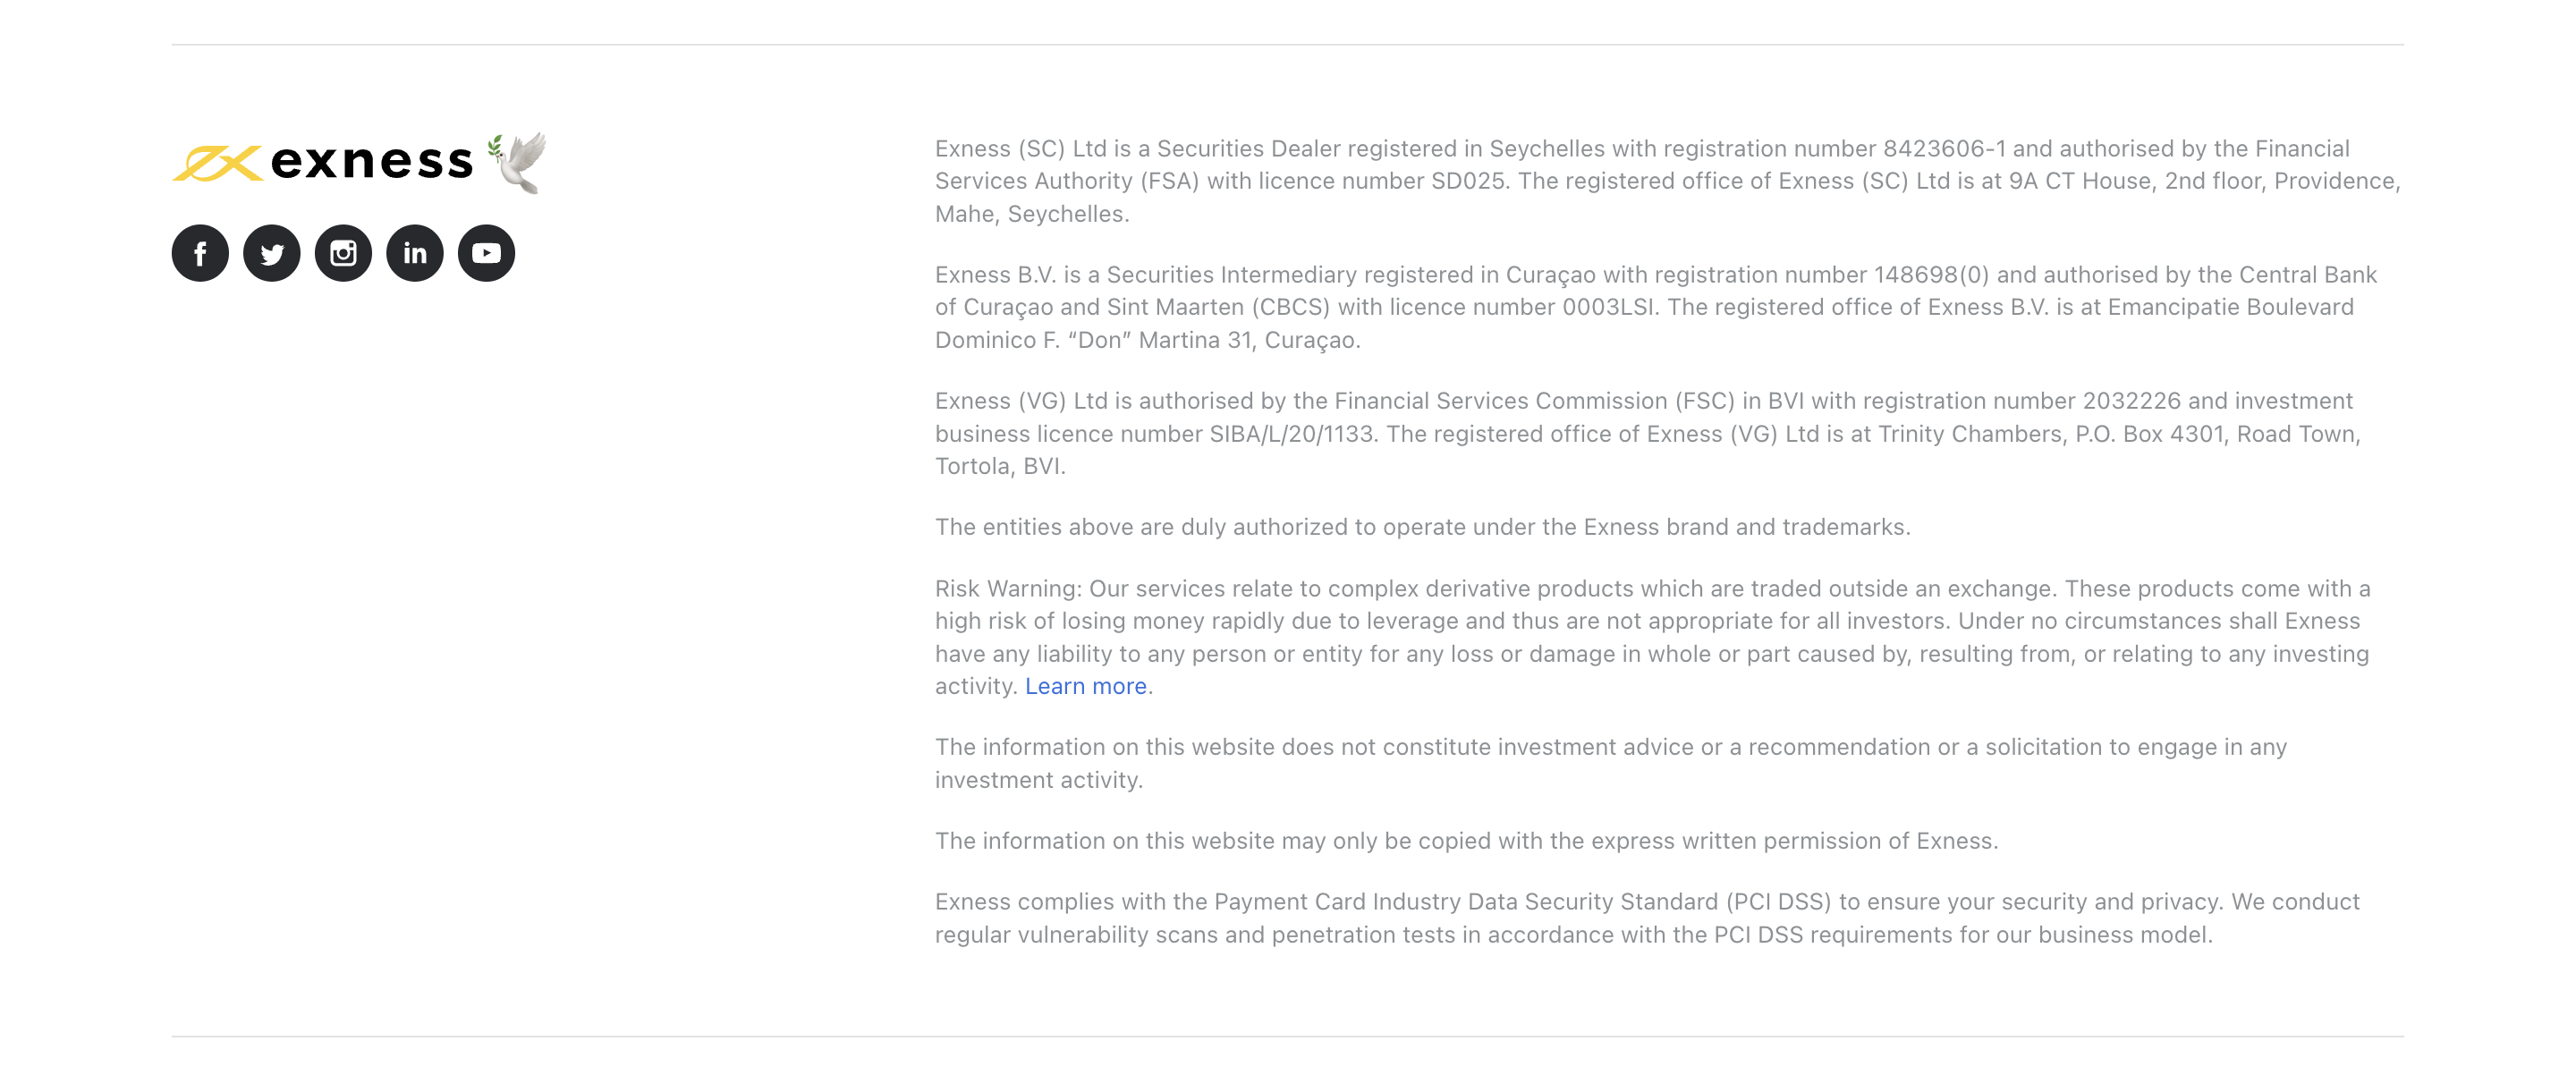 exness
Exness (SC) Ltd is a Securities Dealer registered in Seychelles with registration number 8423606-1 and authorised by the Financial
Services Authority (FSA) with licence number SD025. The registered office of Exness (SC) Ltd is at 9A CT House, 2nd floor, Providence,
Mahe, Seychelles.
Exness B.V. is a Securities Intermediary registered in Curaçao with registration number 148698(0) and authorised by the Central Bank
of Curaçao and Sint Maarten (CBCS) with licence number 0003LSI. The registered office of Exness B.V. is at Emancipatie Boulevard
Dominico F. “Don” Martina 31, Curaçao.
Exness (VG) Ltd is authorised by the Financial Services Commission (FSC) in BVI with registration number 2032226 and investment
business licence number SIBA/L/20/1133. The registered office of Exness (VG) Ltd is at Trinity Chambers, P.O. Box 4301, Road Town,
Tortola, BVI.
The entities above are duly authorized to operate under the Exness brand and trademarks.
Risk Warning: Our services relate to complex derivative products which are traded outside an exchange. These products come with a
high risk of losing money rapidly due to leverage and thus are not appropriate for all investors. Under no circumstances shall Exness
have any liability to any person or entity for any loss or damage in whole or part caused by, resulting from, or relating to any investing
activity. Learn more.
The information on this website does not constitute investment advice or a recommendation or a solicitation to engage in any
investment activity.
The information on this website may only be copied with the express written permission of Exness.
Exness complies with the Payment Card Industry Data Security Standard (PCI DSS) to ensure your security and privacy. We conduct
regular vulnerability scans and penetration tests in accordance with the PCI DSS requirements for our business model.